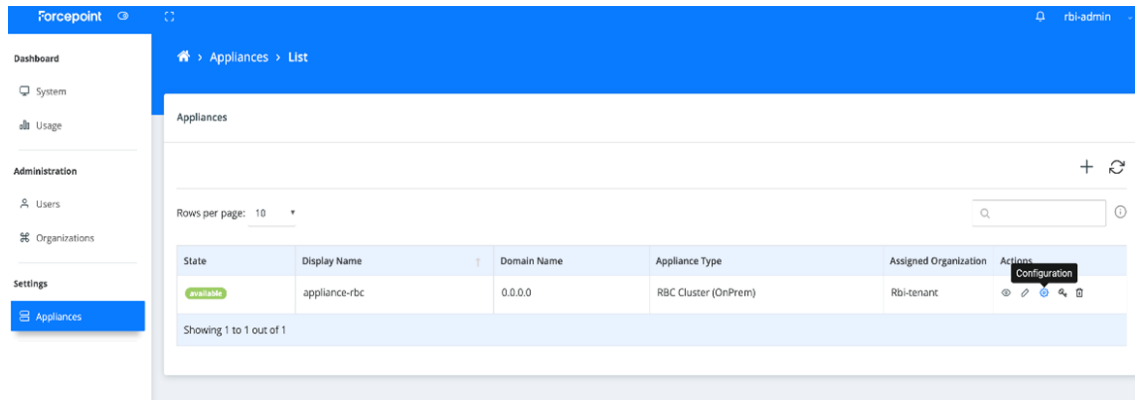 Forcepoint
rbi-admin
Dashboard
System
Usage
Administration
Users
Organizations
Settings
Appliances
Appliances > List
Appliances
Rows per page: 10
State Display Name Domain Name Appliance Type Assigned Organization Actions
Configuration
available appliance-rbc 0.0.0.0 RBC Cluster (OnPrem) Rbi-tenant
Showing 1 to 1 out of 1